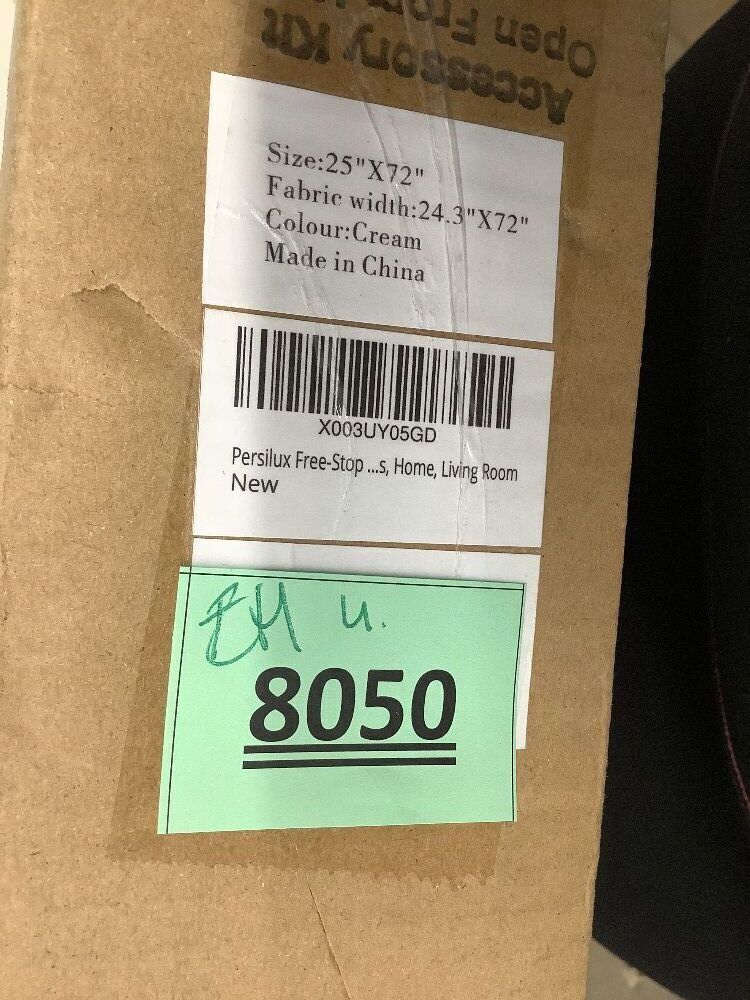 Accessory Kit
Open From
Size:25"X72"
Fabric width:24.3"X72"
Colour:Cream
Made in China
X003UY05GD
Persilux Free-Stop ...s, Home, Living Room
New
8050